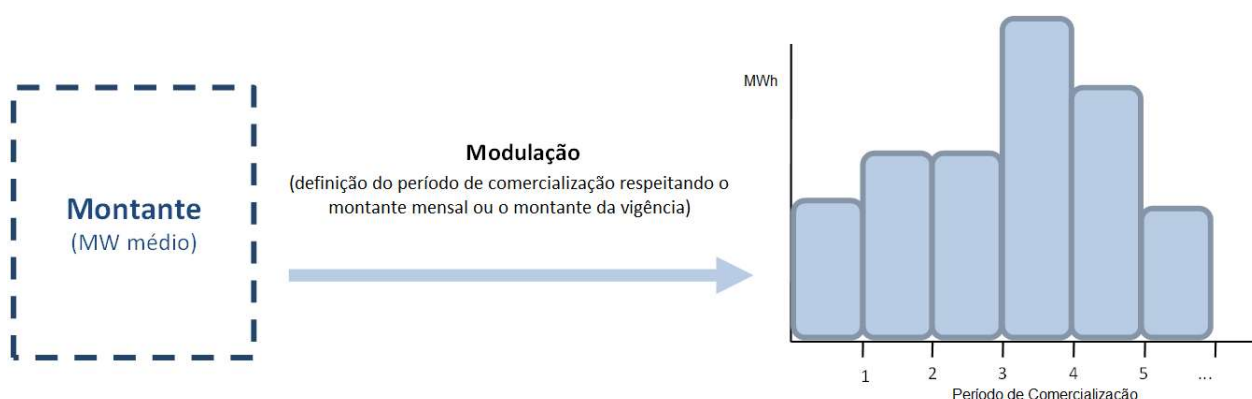 Montante
(MW médio)
Modulação
(definição do período de comercialização respeitando o
montante mensal ou o montante da vigência)
MWh
1 2 3 4 5 ...
Período de Comercialização